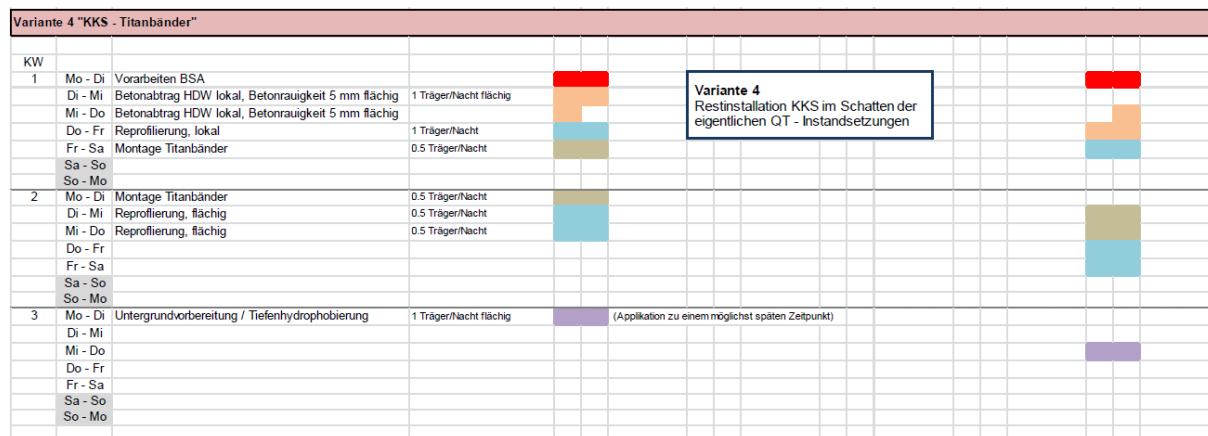 Variante 4 "KKS - Titanbänder"
KW
1 Mo - Di Vorarbeiten BSA
Di - Mi Betonabtrag HDW lokal, Betonrauigkeit 5 mm flächig 1 Träger/Nacht flächig
Mi - Do Betonabtrag HDW lokal, Betonrauigkeit 5 mm flächig
Do - Fr Reprofilierung, lokal 1 Träger/Nacht
Fr - Sa Montage Titanbänder 0.5 Träger/Nacht
Sa - So
So - Mo
Variante 4
Restinstallation KKS im Schatten der
eigentlichen QT - Instandsetzungen
2 Mo - Di Montage Titanbänder 0.5 Träger/Nacht
Di - Mi Reproflierung, flächig 0.5 Träger/Nacht
Mi - Do Reproflierung, flächig 0.5 Träger/Nacht
Do - Fr
Fr - Sa
Sa - So
So - Mo
3 Mo - Di Untergrundvorbereitung / Tiefenhydrophobierung 1 Träger/Nacht flächig (Applikation zu einem möglichst späten Zeitpunkt)
Di - Mi
Mi - Do
Do - Fr
Fr - Sa
Sa - So
So - Mo